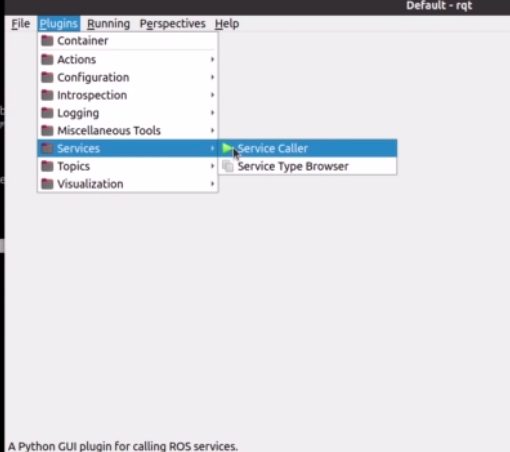 Default - rqt
File Plugins Running Perspectives Help
Container
Actions
Configuration
Introspection
Logging
Miscellaneous Tools
Services
Service Caller
Service Type Browser
Topics
Visualization
A Python GUI plugin for calling ROS services.